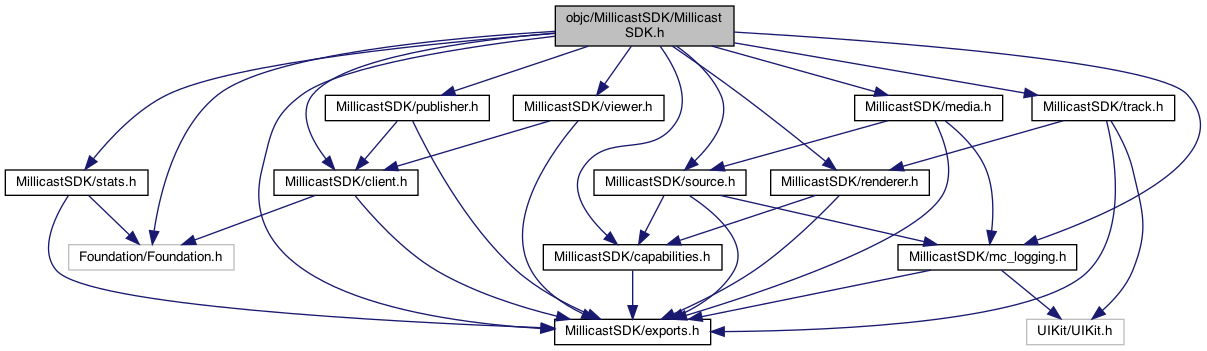 objc/MillicastSDK/Millicast
SDK.h
MillicastSDK/publisher.h
MillicastSDK/viewer.h
MillicastSDK/media.h
MillicastSDK/track.h
MillicastSDK/stats.h
MillicastSDK/client.h
MillicastSDK/source.h
MillicastSDK/renderer.h
Foundation/Foundation.h
MillicastSDK/capabilities.h
MillicastSDK/mc_logging.h
MillicastSDK/exports.h
UIKit/UIKit.h